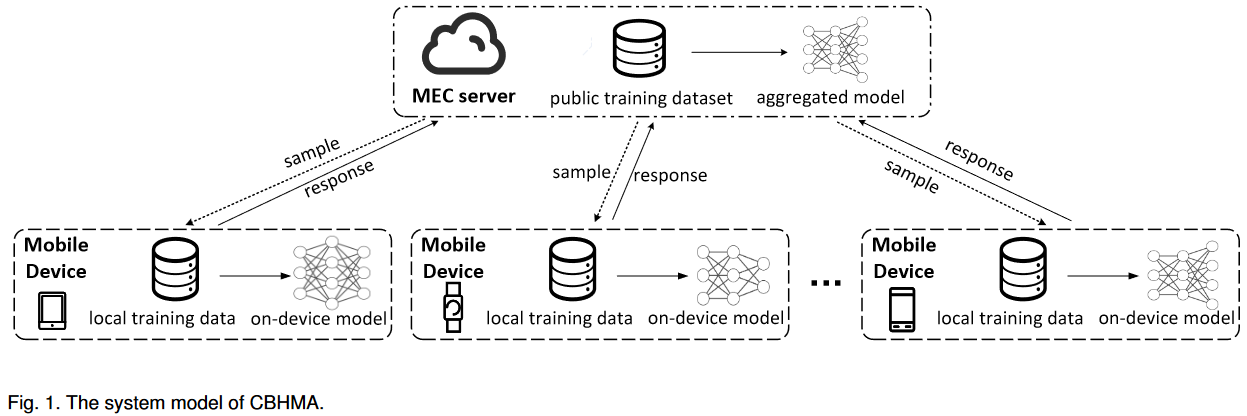 MEC server
public training dataset
aggregated model
sample
response
sample
response
response
sample
Mobile
Device
local training data
on-device model
Mobile
Device
local training data
on-device model
...
Mobile
Device
local training data
on-device model
Fig. 1. The system model of CBHMA.